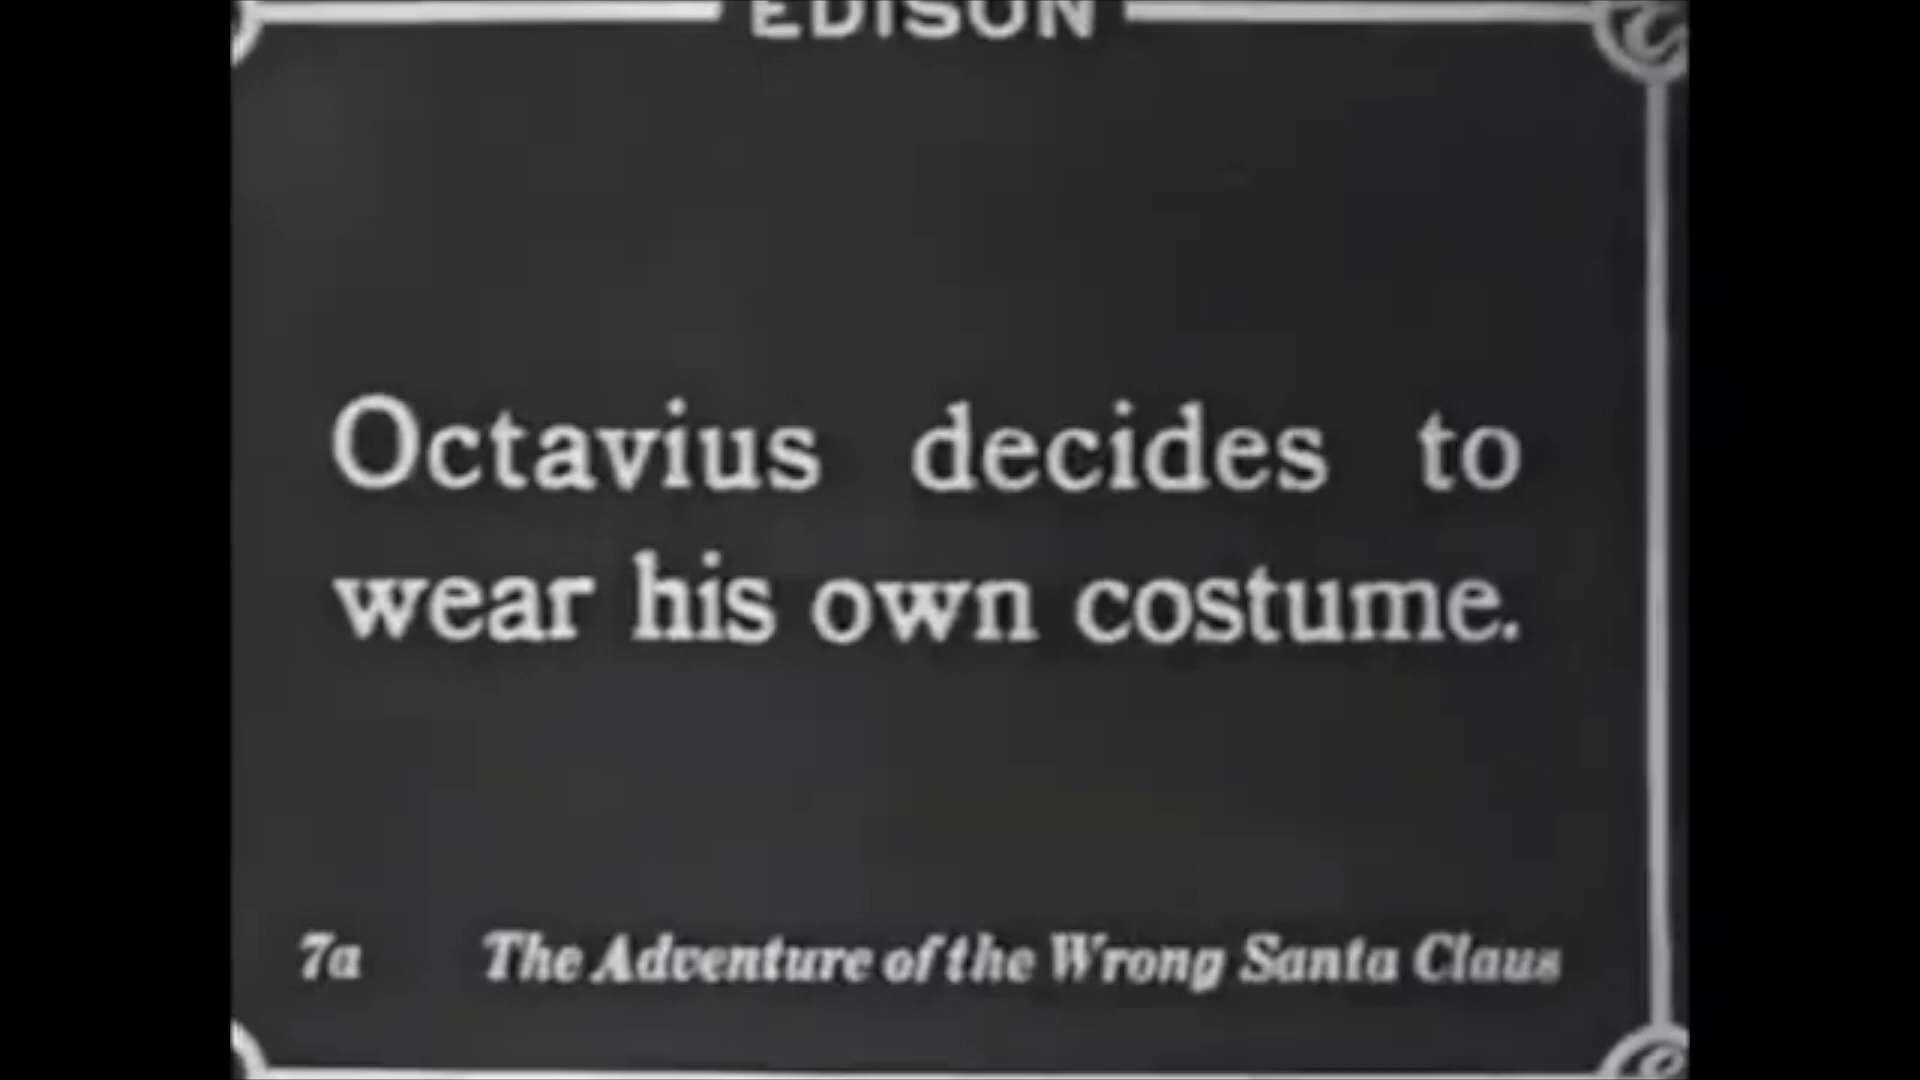 EDISON
Octavius decides to
wear his own costume.
7a The Adventure of the Wrong Santa Claus